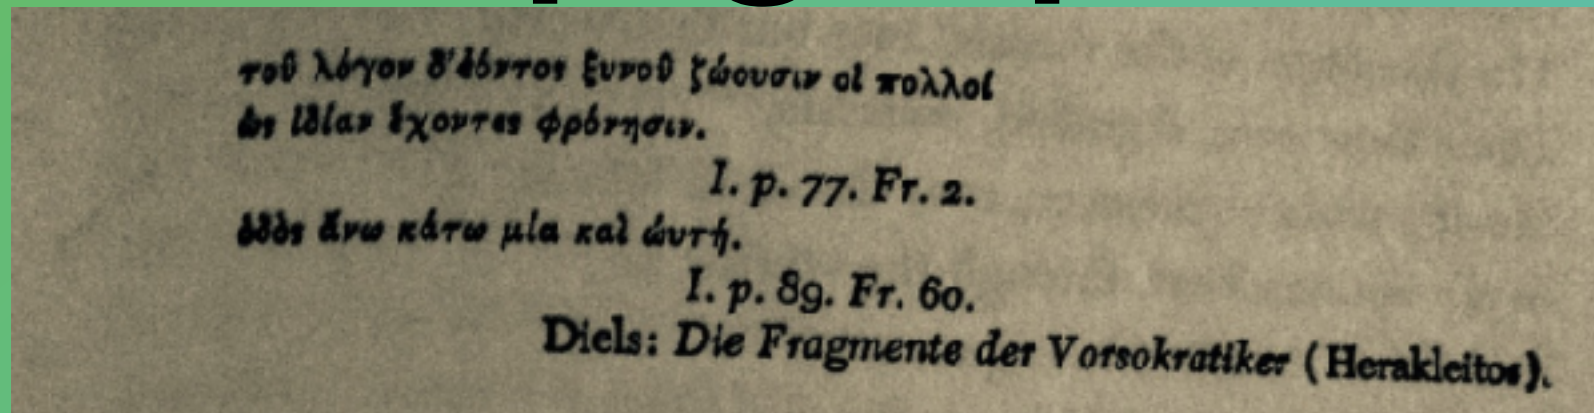 τοῦ λόγον δ'ἐόντος ξυνοῦ ζώουσιν οἱ πολλοί
ὡς ἰδίαν ἔχοντες φρόνησιν.
I. p. 77. Fr. 2.
ὁδὸς ἄνω κάτω μία καὶ ὡυτή.
I. p. 89. Fr. 60.
Diels: Die Fragmente der Vorsokratiker (Herakleitos).